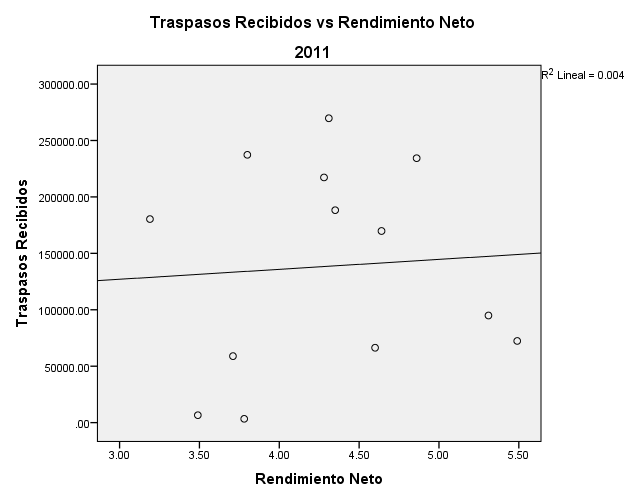 Traspasos Recibidos vs Rendimiento Neto
2011
R2 Lineal = 0.004
Traspasos Recibidos
300000.00
250000.00
200000.00
150000.00
100000.00
50000.00
.00
3.00 3.50 4.00 4.50 5.00 5.50
Rendimiento Neto